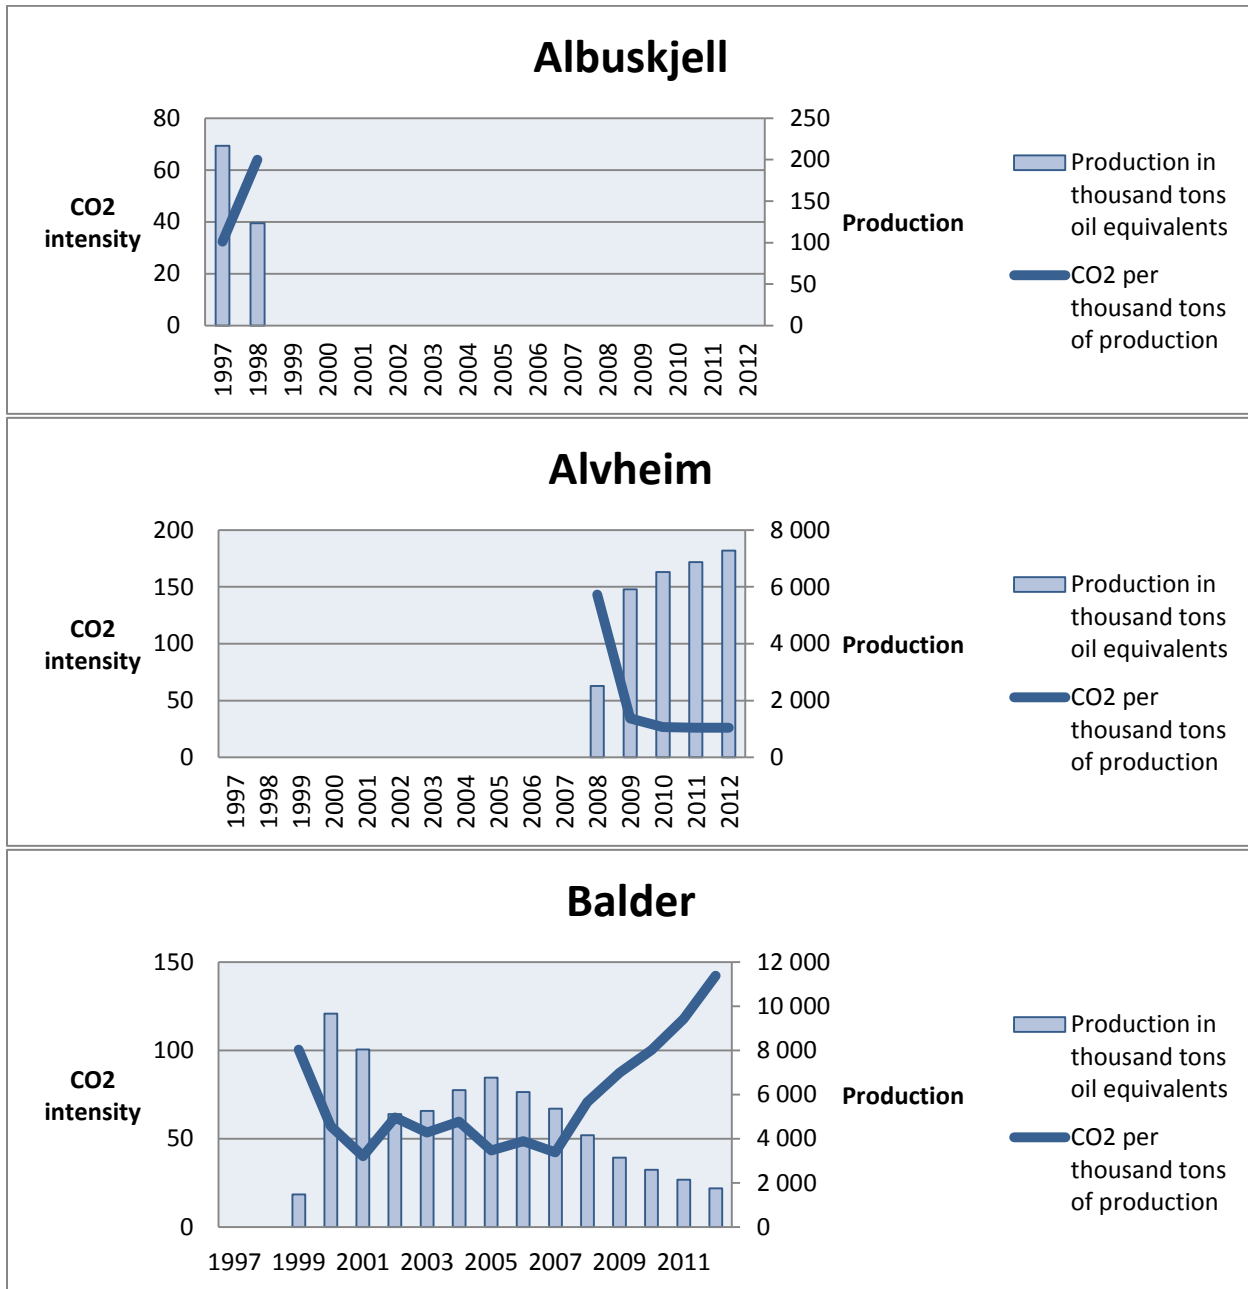 Albuskjell
80
60
40
20
0
CO2
intensity
250
200
150
100
50
0
Production
Production in
thousand tons
oil equivalents
CO2 per
thousand tons
of production
1997
1998
1999
2000
2001
2002
2003
2004
2005
2006
2007
2008
2009
2010
2011
2012
Alvheim
200
150
100
50
0
CO2
intensity
8 000
6 000
4 000
2 000
0
Production
Production in
thousand tons
oil equivalents
CO2 per
thousand tons
of production
1997
1998
1999
2000
2001
2002
2003
2004
2005
2006
2007
2008
2009
2010
2011
2012
Balder
150
100
50
0
CO2
intensity
12 000
10 000
8 000
6 000
4 000
2 000
0
Production
Production in
thousand tons
oil equivalents
CO2 per
thousand tons
of production
1997 1999 2001 2003 2005 2007 2009 2011